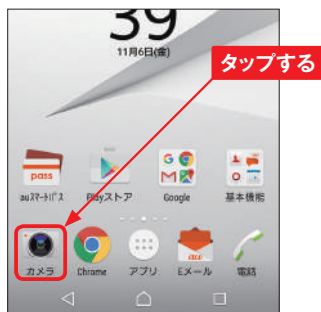 39
11月6日(金)
タップする
pass
auスマートパス
Playストア
Google
基本機能
au
カメラ
Chrome
アプリ
Eメール
電話